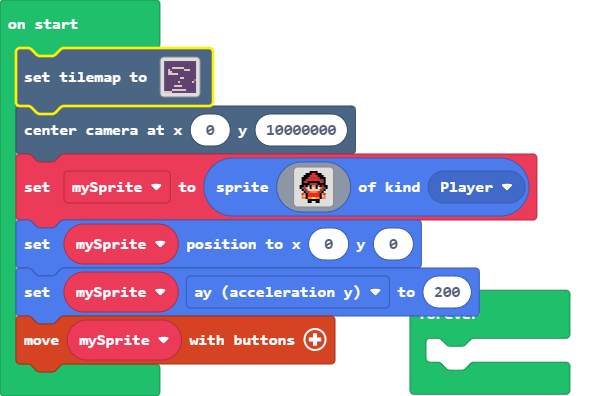 on start
set tilemap to
center camera at x 0 y 10000000
set mySprite to sprite of kind Player
set mySprite position to x 0 y 0
set mySprite ay (acceleration y) to 200
forever
move mySprite with buttons